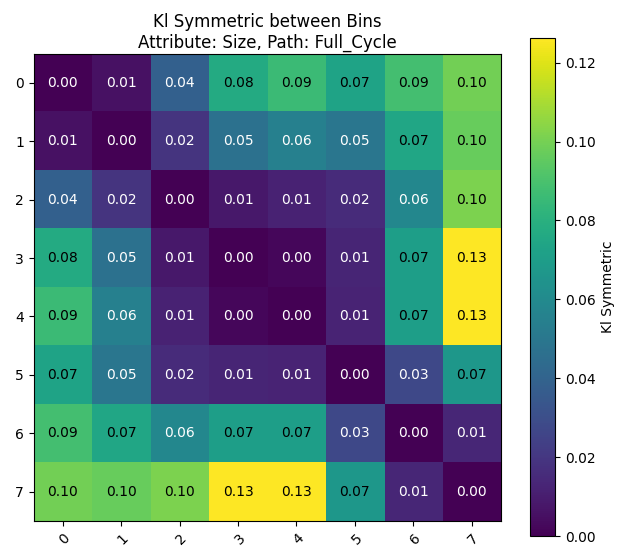 Kl Symmetric between Bins
Attribute: Size, Path: Full_Cycle
0 0.00 0.01 0.04 0.08 0.09 0.07 0.09 0.10
1 0.01 0.00 0.02 0.05 0.06 0.05 0.07 0.10
2 0.04 0.02 0.00 0.01 0.01 0.02 0.06 0.10
3 0.08 0.05 0.01 0.00 0.00 0.01 0.07 0.13
4 0.09 0.06 0.01 0.00 0.00 0.01 0.07 0.13
5 0.07 0.05 0.02 0.01 0.01 0.00 0.03 0.07
6 0.09 0.07 0.06 0.07 0.07 0.03 0.00 0.01
7 0.10 0.10 0.10 0.13 0.13 0.07 0.01 0.00
0 1 2 3 4 5 6 7
0.12
0.10
0.08
0.06
0.04
0.02
0.00
Kl Symmetric